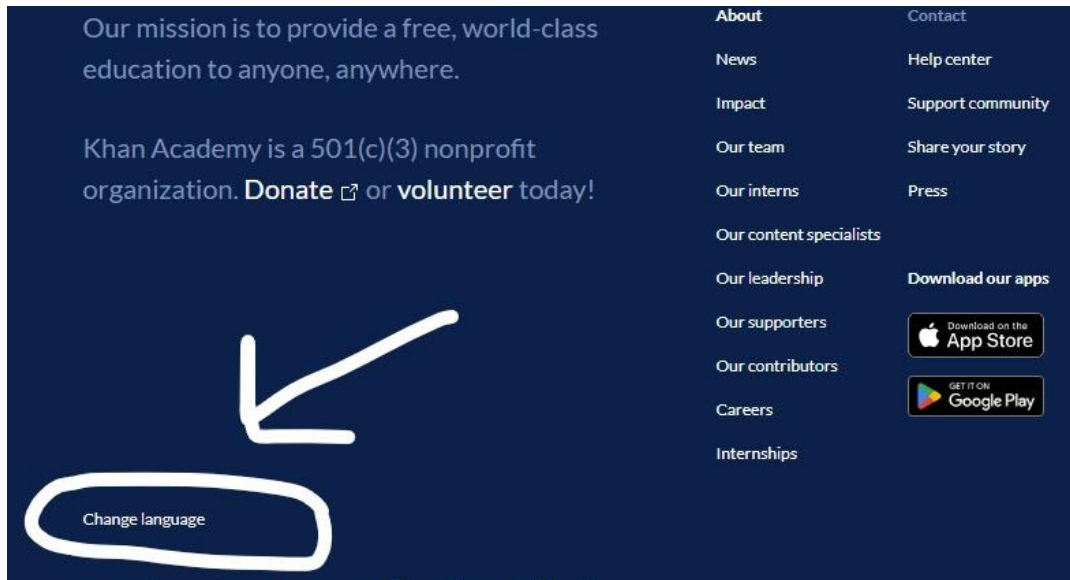 Our mission is to provide a free, world-class
education to anyone, anywhere.
Khan Academy is a 501(c)(3) nonprofit
organization. Donate or volunteer today!
Change language
About
News
Impact
Our team
Our interns
Our content specialists
Our leadership
Our supporters
Our contributors
Careers
Internships
Contact
Help center
Support community
Share your story
Press
Download our apps
Download on the
App Store
GET IT ON
Google Play